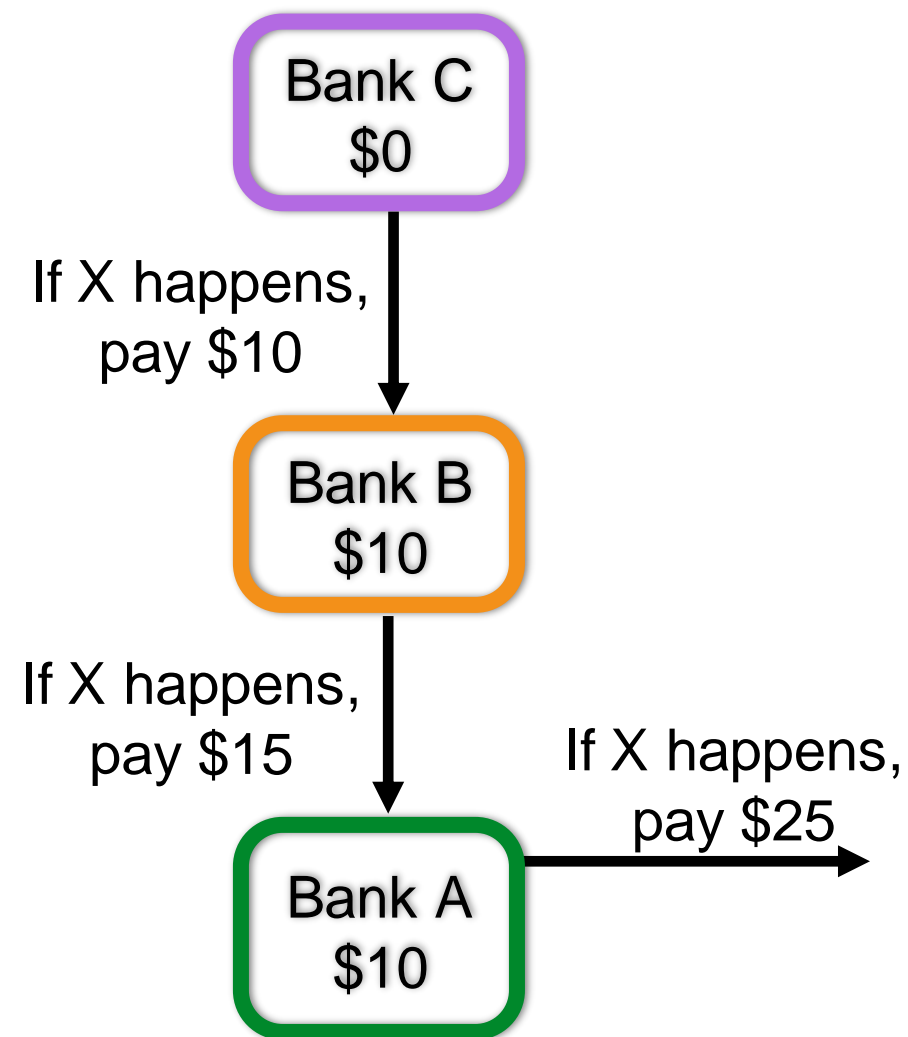 Bank C
$0
If X happens,
pay $10
Bank B
$10
If X happens,
pay $15
If X happens,
pay $25
Bank A
$10